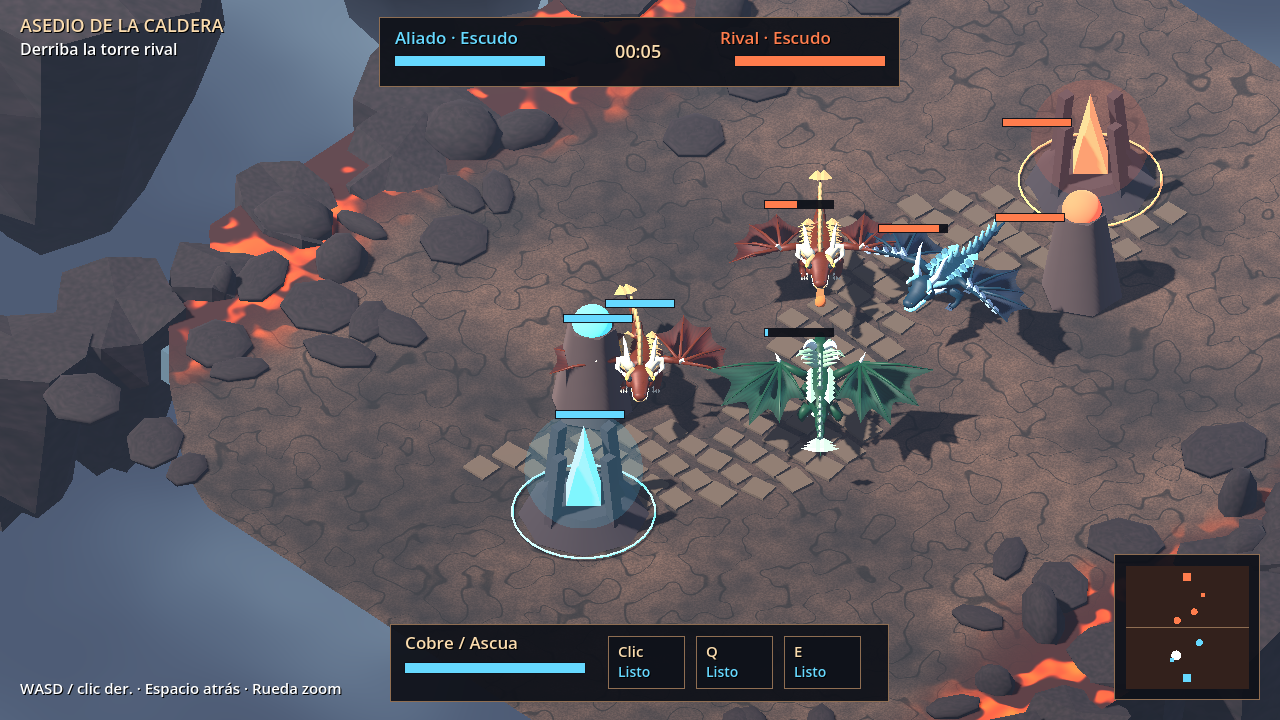 ASEDIO DE LA CALDERA
Derriba la torre rival
Aliado · Escudo
00:05
Rival · Escudo
Cobre / Ascua
Clic
Listo
Q
Listo
E
Listo
WASD / clic der. · Espacio atrás · Rueda zoom